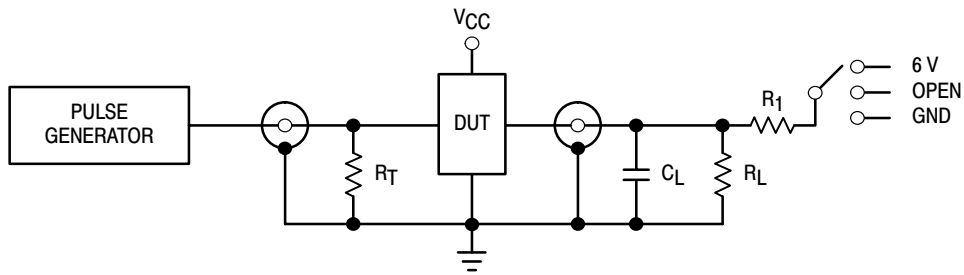 VCC
PULSE
GENERATOR
RT
DUT
CL
RL
R1
6 V
OPEN
GND